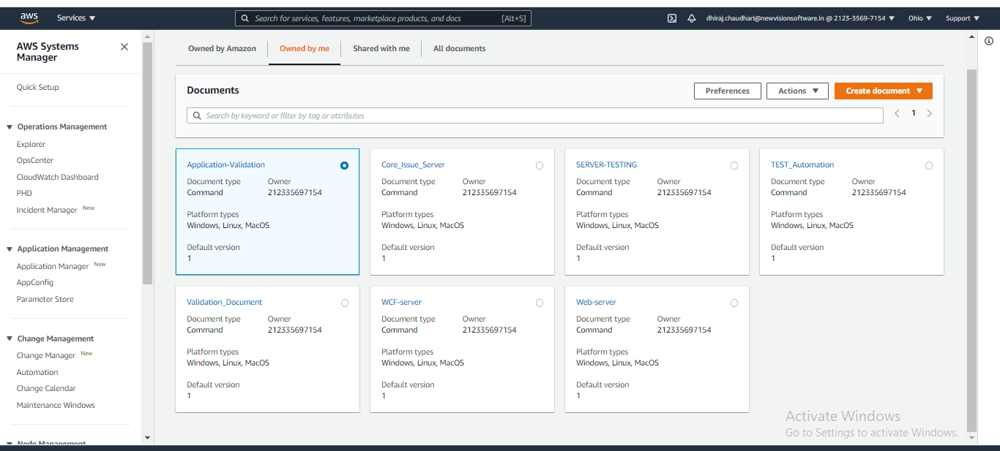 aws
Services
Search for services, features, marketplace products, and docs [Alt+S]
dhiraj.chaudhari@newvisionsoftware.in @ 2123-3569-7154
Ohio
Support
AWS Systems
Manager
Quick Setup
Operations Management
Explorer
OpsCenter
CloudWatch Dashboard
PHD
Incident Manager New
Application Management
Application Manager New
AppConfig
Parameter Store
Change Management
Change Manager New
Automation
Change Calendar
Maintenance Windows
Node Management
Owned by Amazon Owned by me Shared with me All documents
Documents
Preferences Actions Create document
Search by keyword or filter by tag or attributes
1
Application-Validation
Document type Owner
Command 212335697154
Platform types
Windows, Linux, MacOS
Default version
1
Core_Issue_Server
Document type Owner
Command 212335697154
Platform types
Windows, Linux, MacOS
Default version
1
SERVER-TESTING
Document type Owner
Command 212335697154
Platform types
Windows, Linux, MacOS
Default version
1
TEST_Automation
Document type Owner
Command 212335697154
Platform types
Windows, Linux, MacOS
Default version
1
Validation_Document
Document type Owner
Command 212335697154
Platform types
Windows, Linux, MacOS
Default version
1
WCF-server
Document type Owner
Command 212335697154
Platform types
Windows, Linux, MacOS
Default version
1
Web-server
Document type Owner
Command 212335697154
Platform types
Windows, Linux, MacOS
Default version
1
Activate Windows
Go to Settings to activate Windows.